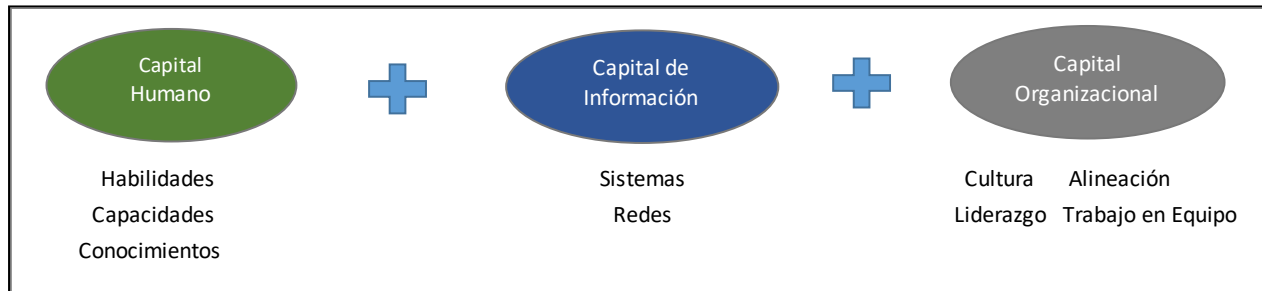 Capital
Humano
Capital de
Información
Capital
Organizacional
Habilidades
Capacidades
Conocimientos
Sistemas
Redes
Cultura Alineación
Liderazgo Trabajo en Equipo